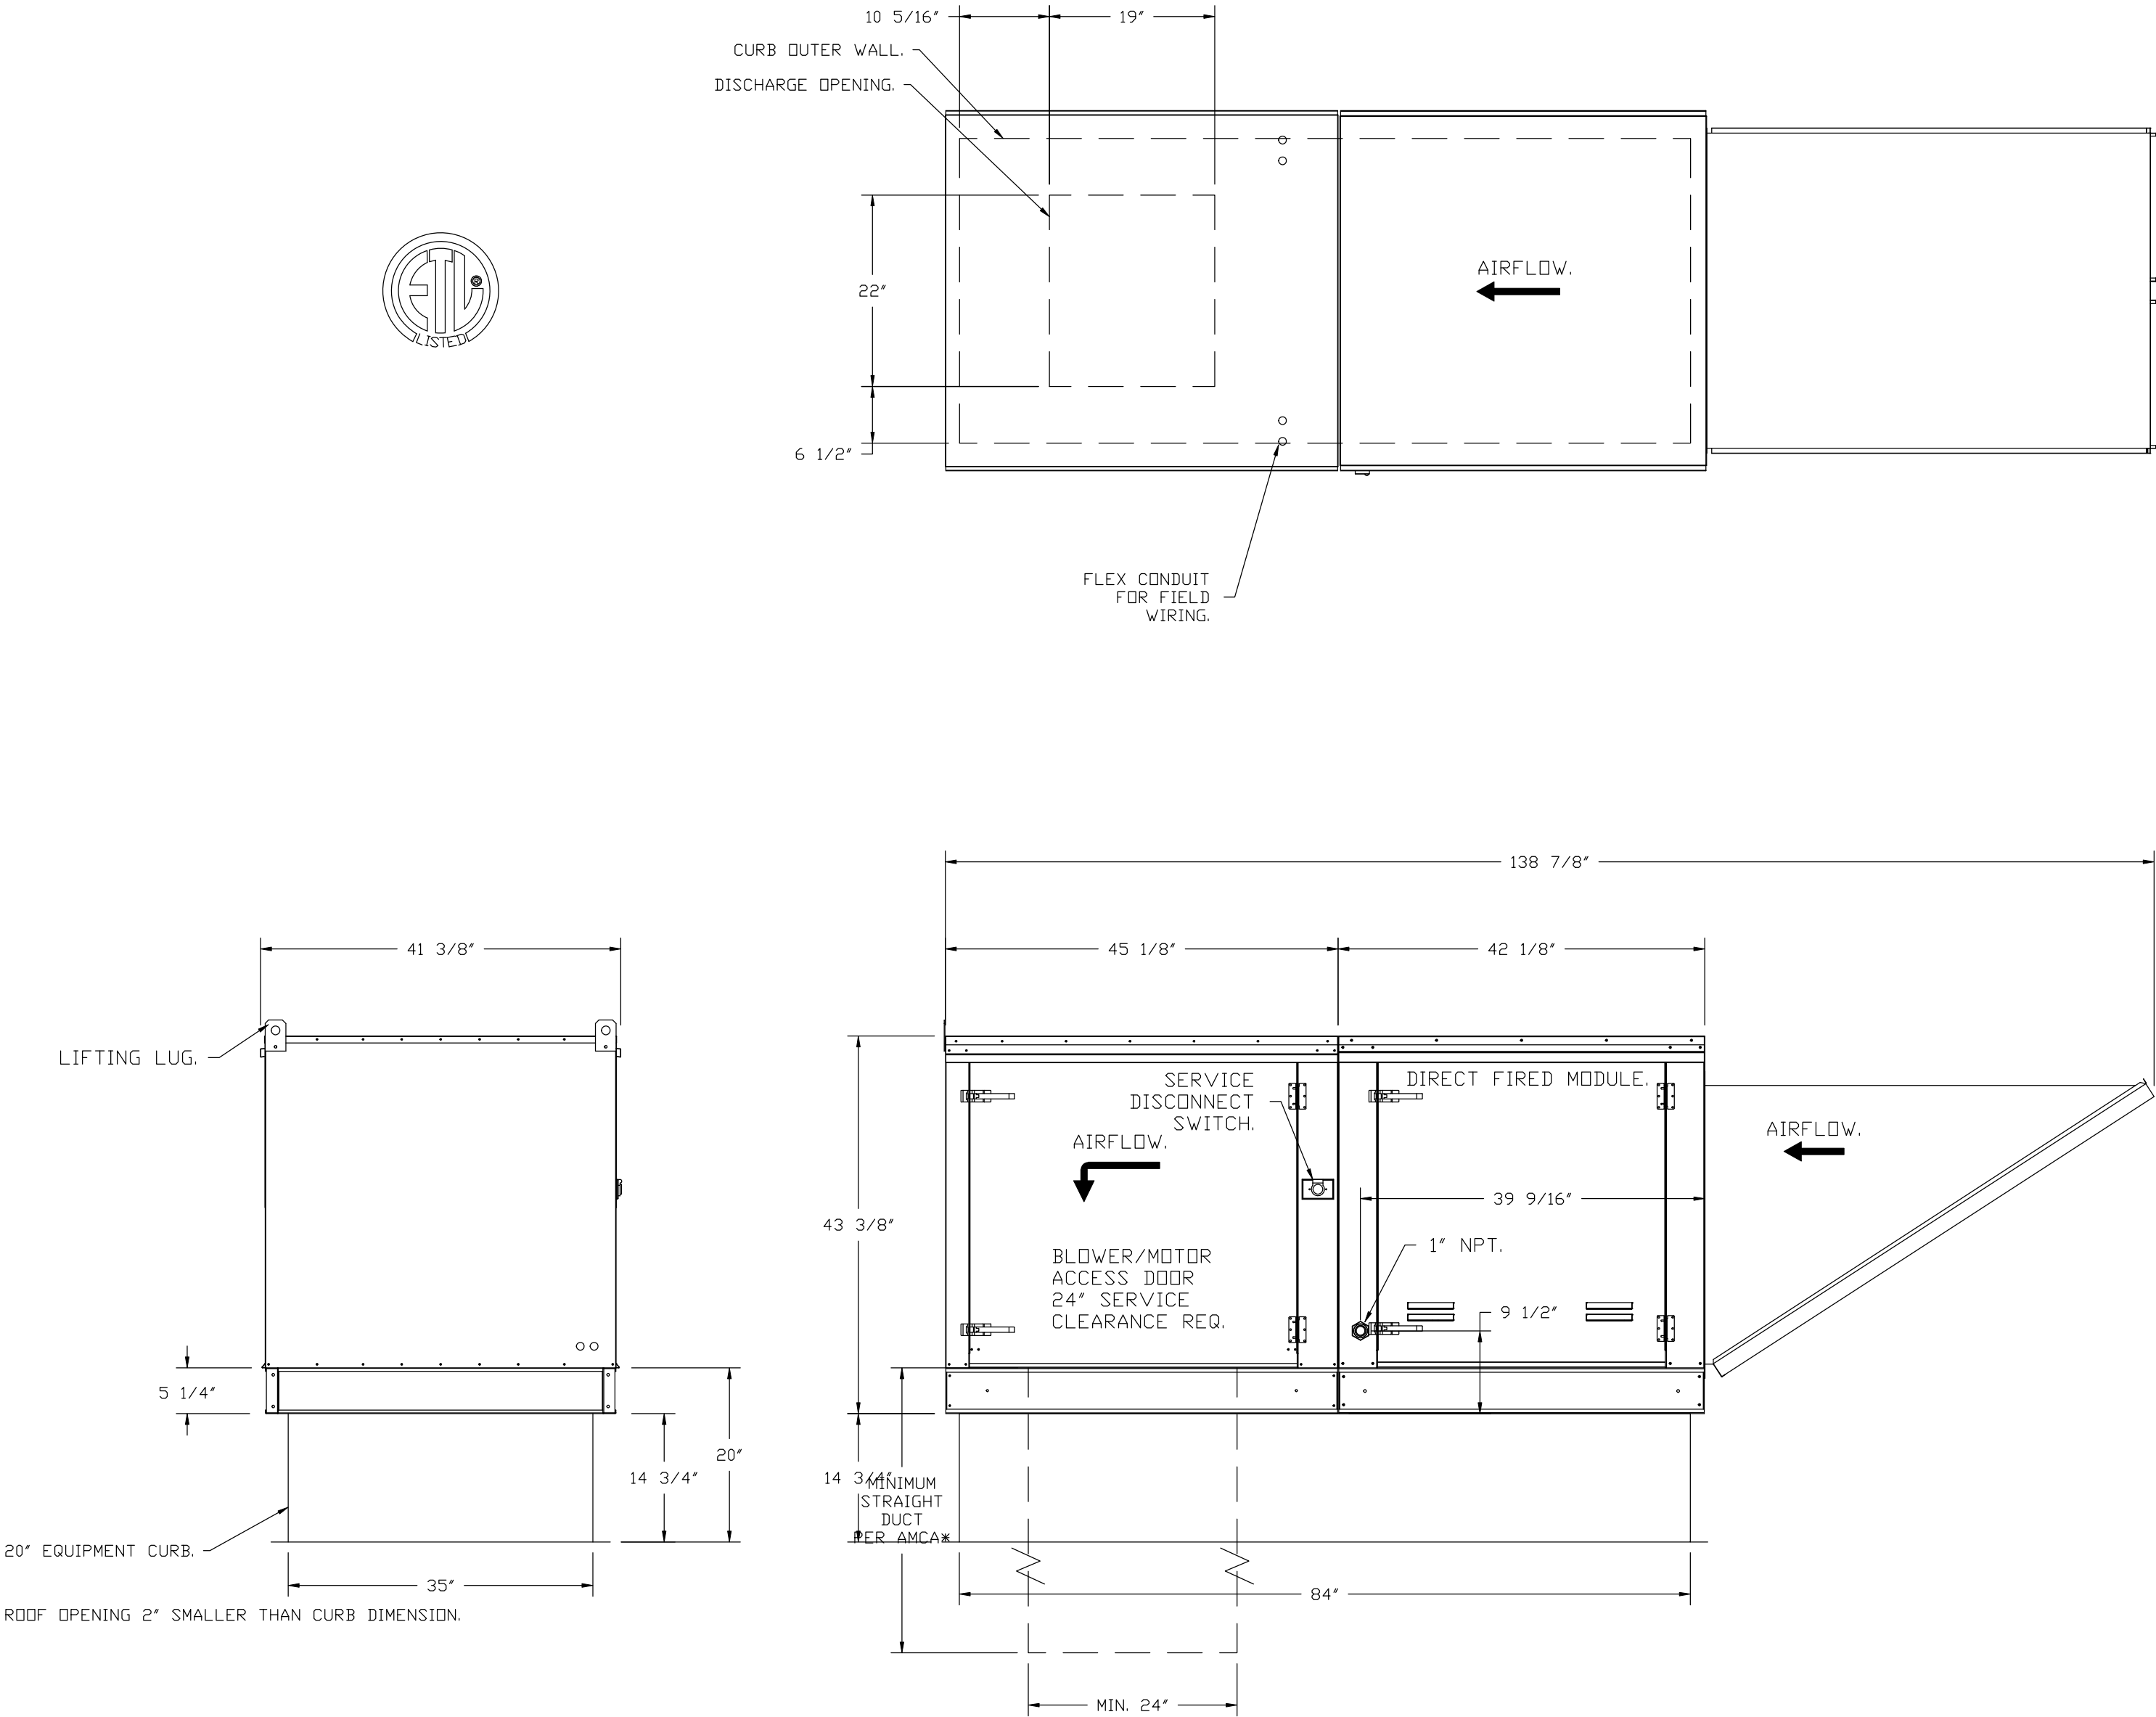 10 5/16"
19"
CURB OUTER WALL.
DISCHARGE OPENING.
AIRFLOW.
22"
6 1/2"
ETL
LISTED
FLEX CONDUIT
FOR FIELD
WIRING.
138 7/8"
41 3/8"
45 1/8"
42 1/8"
LIFTING LUG.
SERVICE
DISCONNECT
SWITCH.
DIRECT FIRED MODULE.
AIRFLOW.
AIRFLOW.
39 9/16"
43 3/8"
1" NPT.
BLOWER/MOTOR
ACCESS DOOR
24" SERVICE
CLEARANCE REQ.
9 1/2"
5 1/4"
20"
14 3/4"
14 3/4"
MINIMUM
STRAIGHT
DUCT
PER AMCA*
20" EQUIPMENT CURB.
35"
84"
ROOF OPENING 2" SMALLER THAN CURB DIMENSION.
MIN. 24"